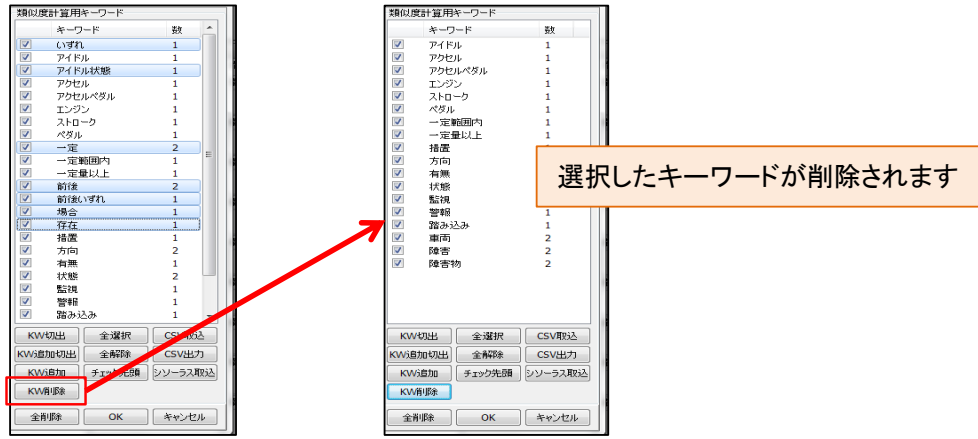 類似度計算用キーワード
キーワード 数
いずれ 1
アイドル 1
アイドル状態 1
アクセル 1
アクセルペダル 1
エンジン 1
ストローク 1
ペダル 1
一定 2
一定範囲内 1
一定量以上 1
前後 2
前後いずれ 1
場合 1
存在 1
措置 1
方向 2
有無 1
状態 2
監視 1
警報 1
踏み込み 1
KW切出 全選択 CSV取込
KW追加切出 全解除 CSV出力
KW追加 チェック先頭 シソーラス取込
KW削除
全削除 OK キャンセル
類似度計算用キーワード
キーワード 数
アイドル 1
アクセル 1
アクセルペダル 1
エンジン 1
ストローク 1
ペダル 1
一定範囲内 1
一定量以上 1
措置
方向
有無
状態
監視
警報 1
踏み込み 1
車両 2
障害 2
障害物 2
KW切出 全選択 CSV取込
KW追加切出 全解除 CSV出力
KW追加 チェック先頭 シソーラス取込
KW削除
全削除 OK キャンセル
選択したキーワードが削除されます